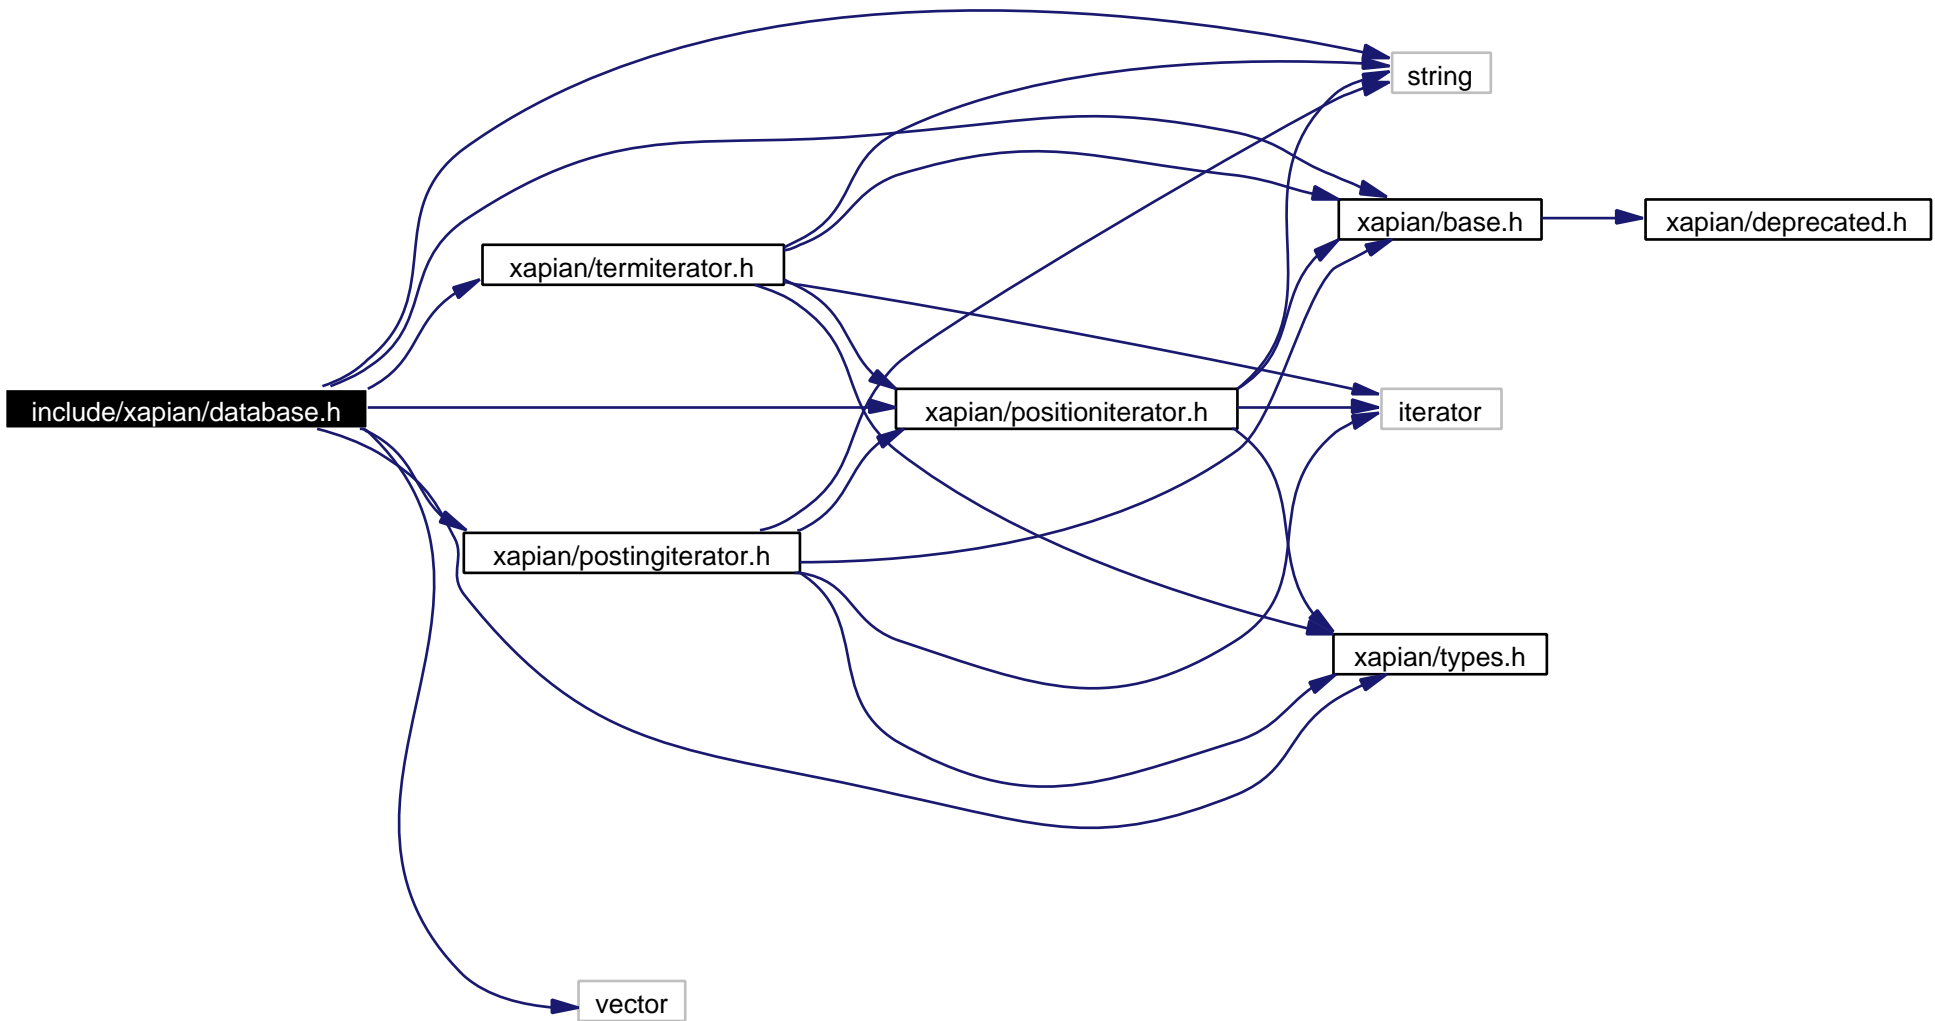 string
xapian/base.h
xapian/deprecated.h
xapian/termiterator.h
include/xapian/database.h
xapian/positioniterator.h
iterator
xapian/postingiterator.h
xapian/types.h
vector